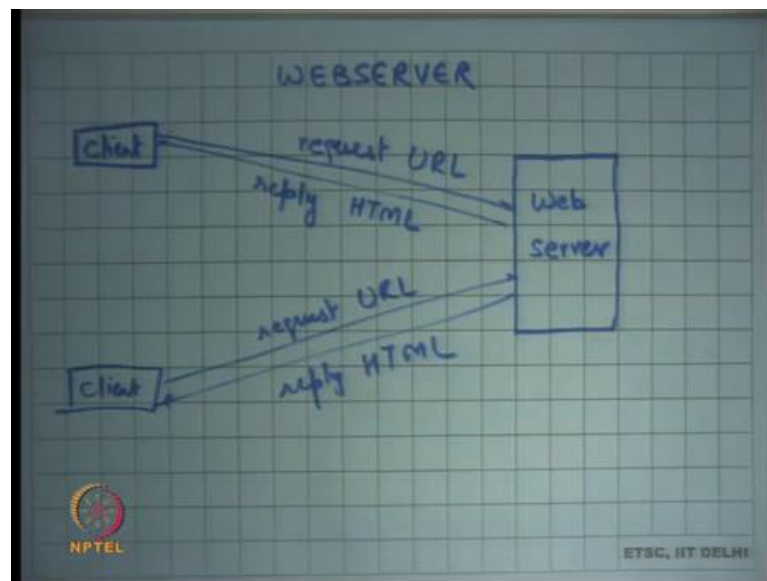 WEBSERVER
client
request URL
reply HTML
Web
server
request URL
reply HTML
client
NPTEL
ETSC, IIT DELHI